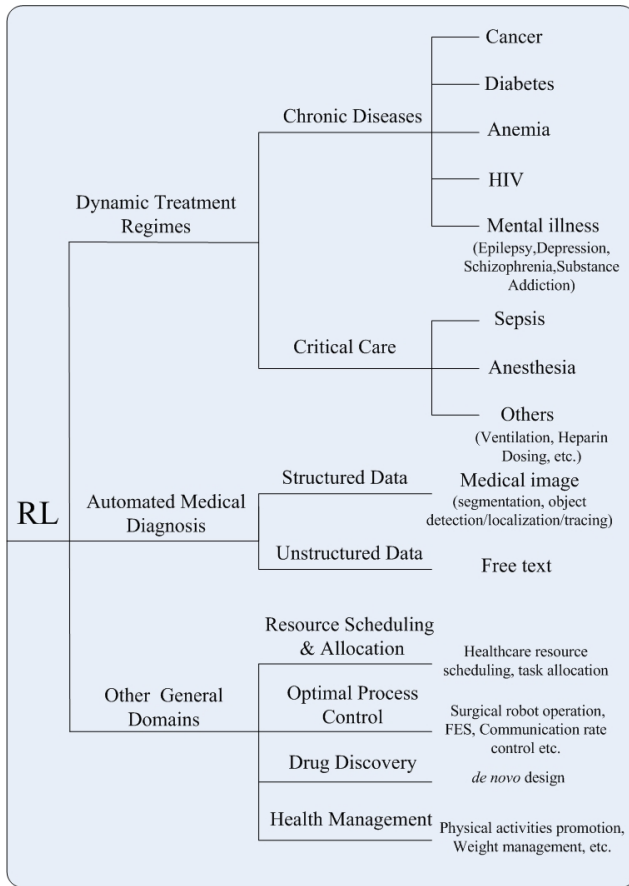 RL
Dynamic Treatment
Regimes
Chronic Diseases
Cancer
Diabetes
Anemia
HIV
Mental illness
(Epilepsy,Depression,
Schizophrenia,Substance
Addiction)
Critical Care
Sepsis
Anesthesia
Others
(Ventilation, Heparin
Dosing, etc.)
Automated Medical
Diagnosis
Structured Data
Medical image
(segmentation, object
detection/localization/tracing)
Unstructured Data
Free text
Other General
Domains
Resource Scheduling
& Allocation
Healthcare resource
scheduling, task allocation
Optimal Process
Control
Surgical robot operation,
FES, Communication rate
control etc.
Drug Discovery
de novo design
Health Management
Physical activities promotion,
Weight management, etc.